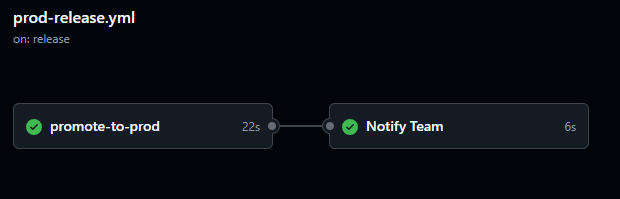 prod-release.yml
on: release
promote-to-prod 22s
Notify Team 6s